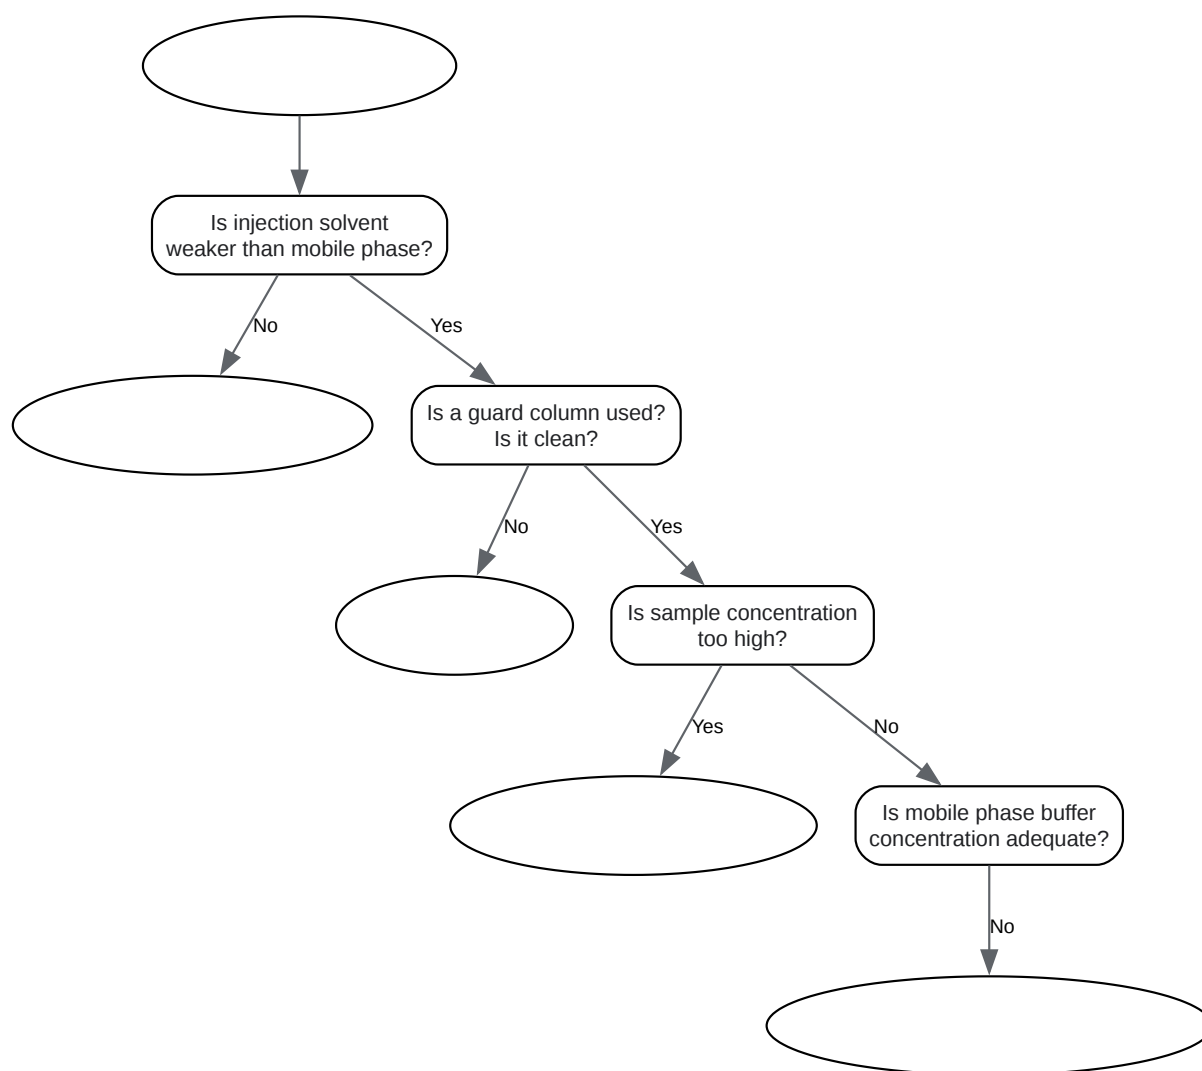 Is injection solvent
weaker than mobile phase?
No
Yes
Is a guard column used?
Is it clean?
No
Yes
Is sample concentration
too high?
Yes
No
Is mobile phase buffer
concentration adequate?
No